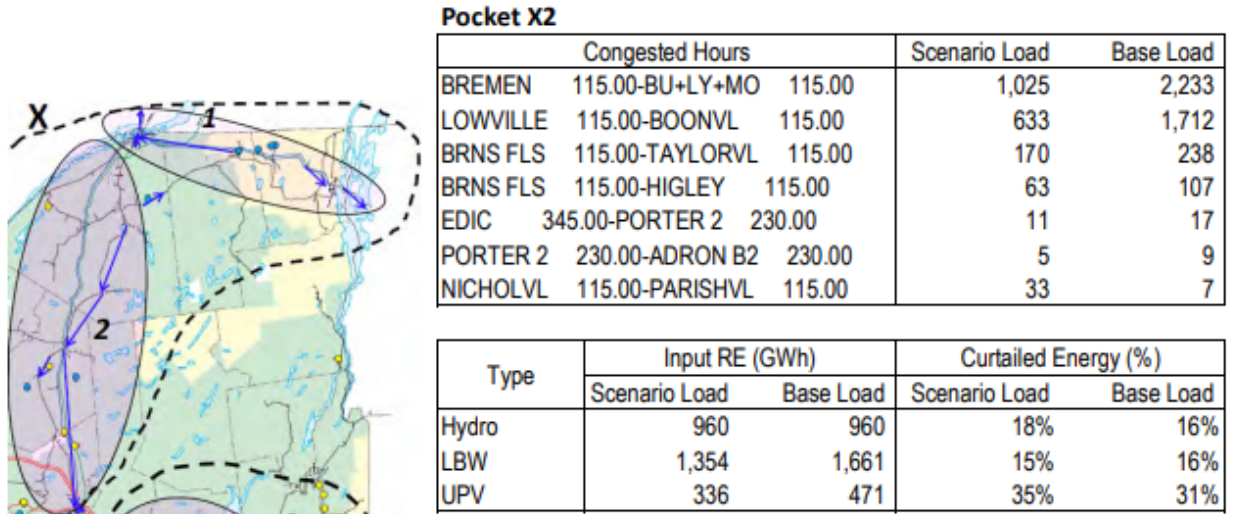 Pocket X2
Congested Hours Scenario Load Base Load
BREMEN 115.00-BU+LY+MO 115.00 1,025 2,233
LOWVILLE 115.00-BOONVL 115.00 633 1,712
BRNS FLS 115.00-TAYLORVL 115.00 170 238
BRNS FLS 115.00-HIGLEY 115.00 63 107
EDIC 345.00-PORTER 2 230.00 11 17
PORTER 2 230.00-ADRON B2 230.00 5 9
NICHOLVL 115.00-PARISHVL 115.00 33 7
Type Input RE (GWh) Curtailed Energy (%)
Scenario Load Base Load Scenario Load Base Load
Hydro 960 960 18% 16%
LBW 1,354 1,661 15% 16%
UPV 336 471 35% 31%
X
1
2